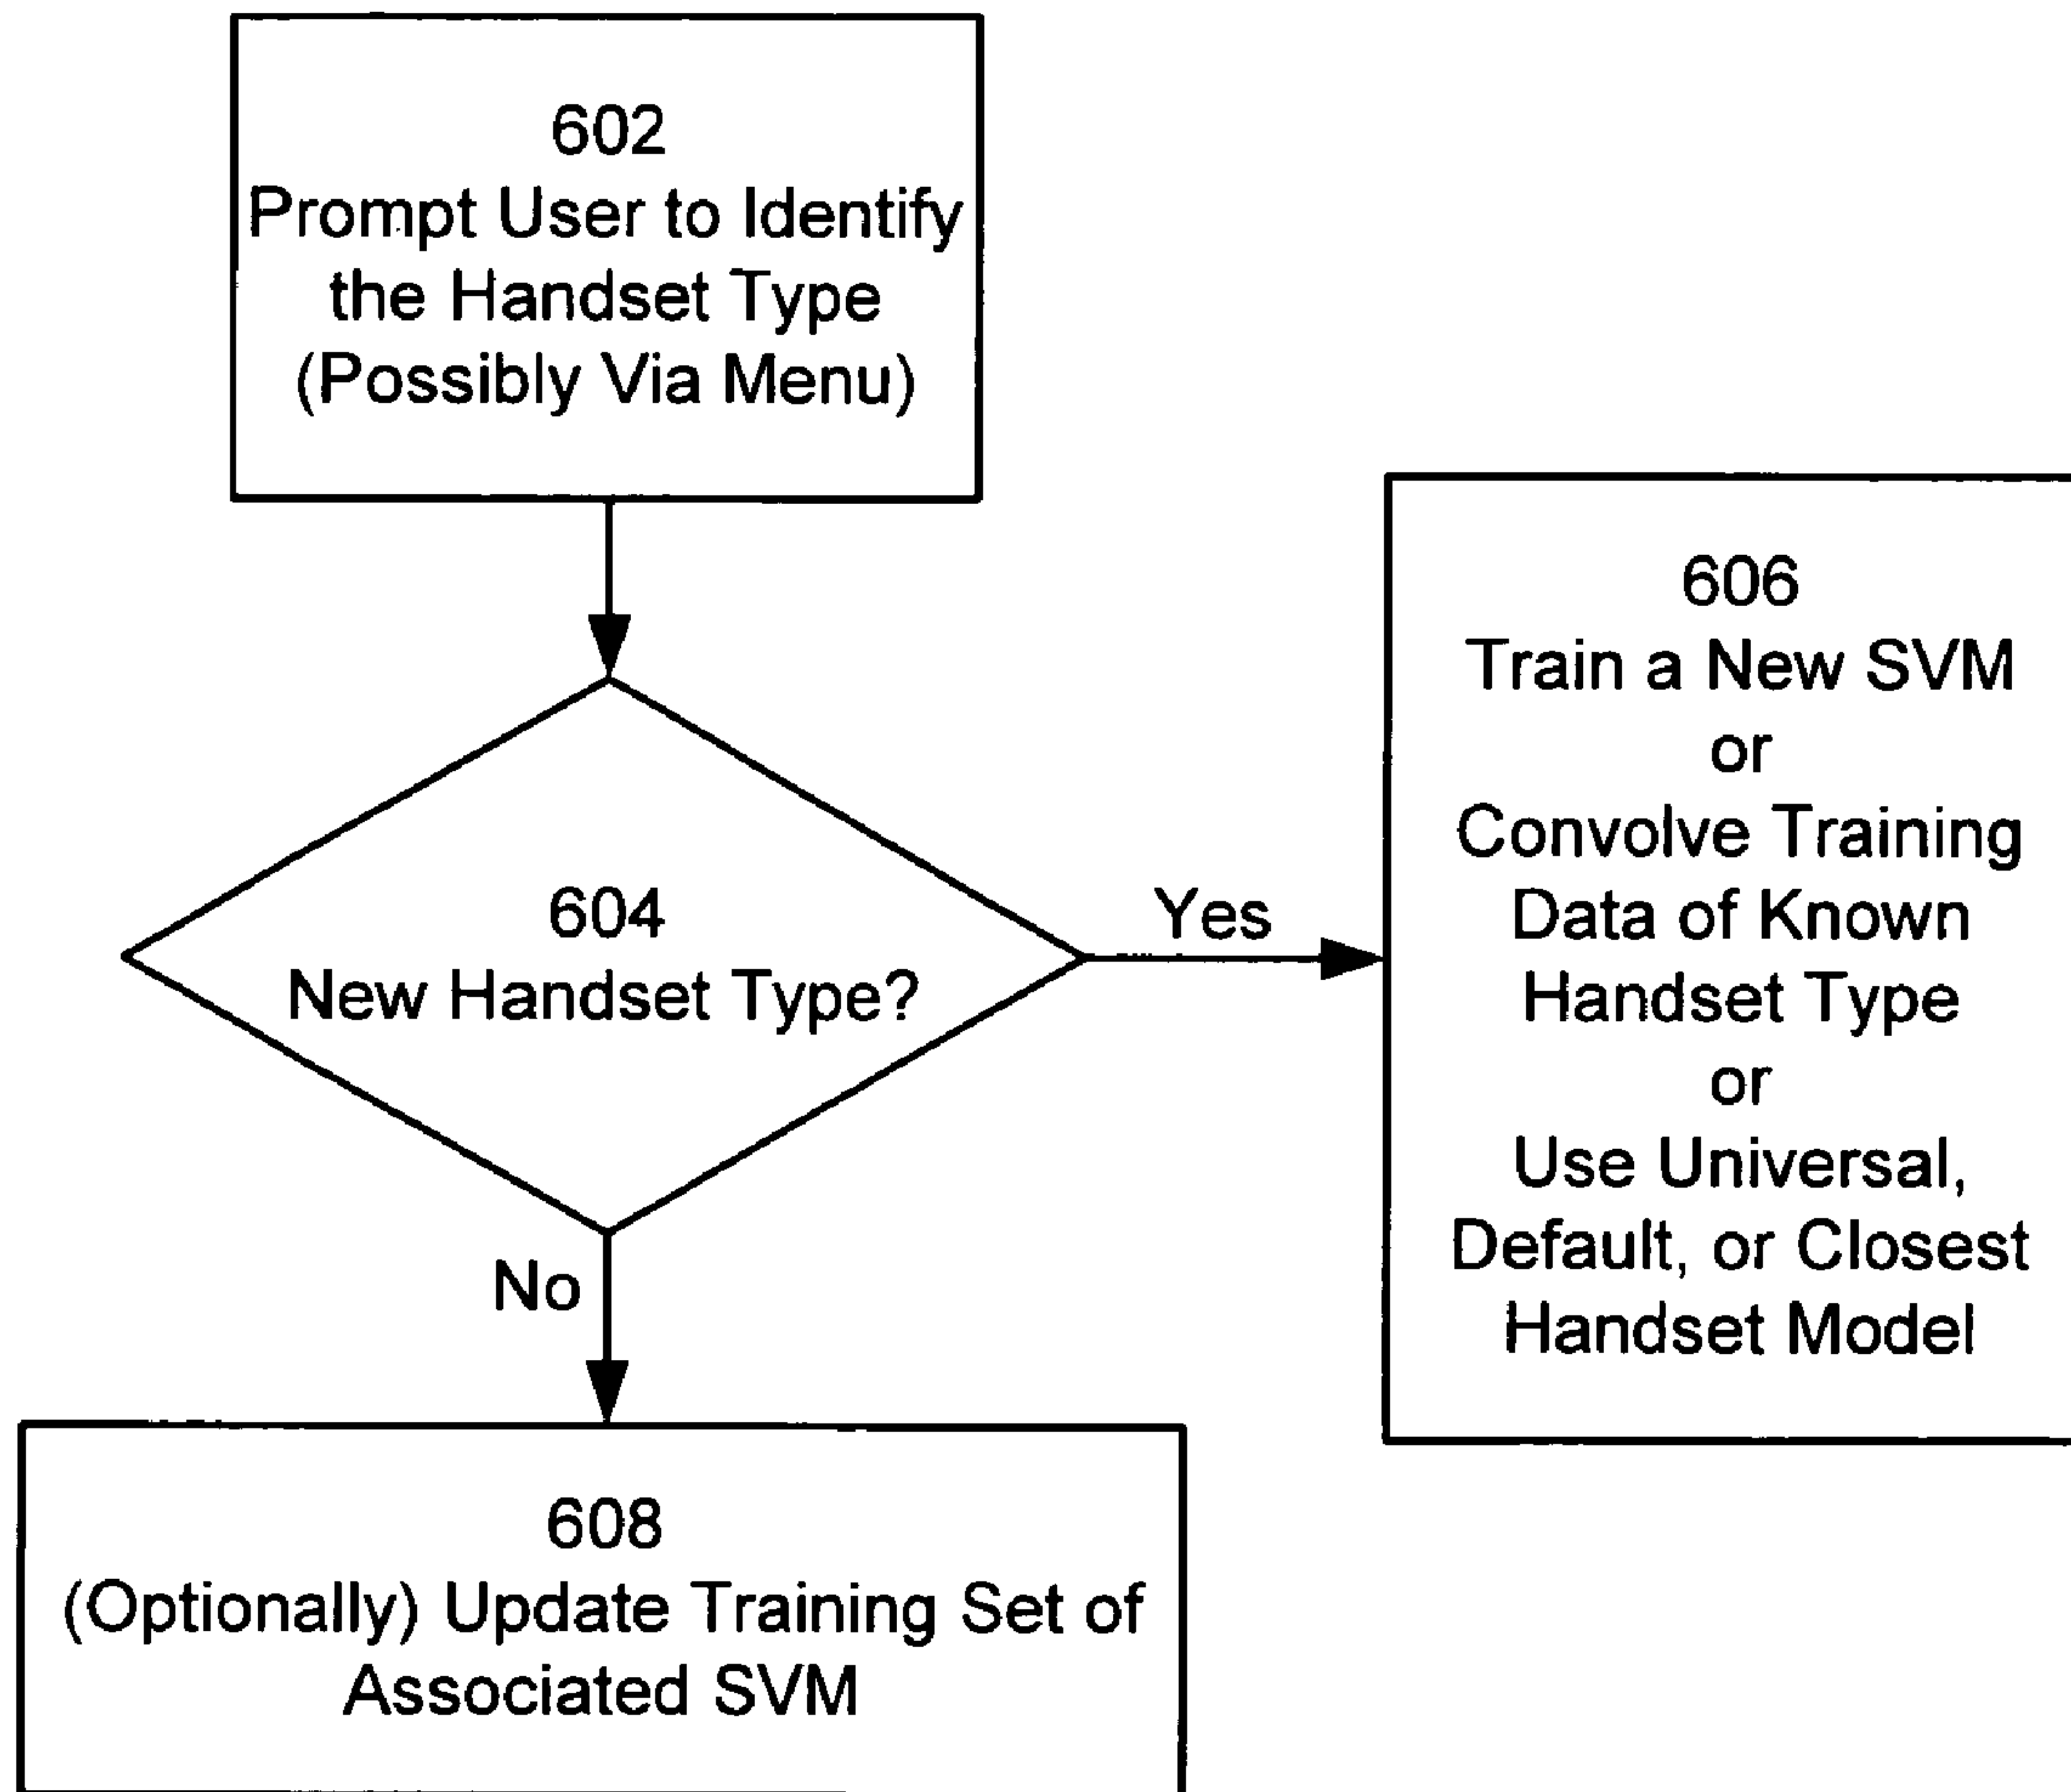 602
Prompt User to Identify
the Handset Type
(Possibly Via Menu)
604
New Handset Type?
Yes
606
Train a New SVM
or
Convolve Training
Data of Known
Handset Type
or
Use Universal,
Default, or Closest
Handset Model
No
608
(Optionally) Update Training Set of
Associated SVM